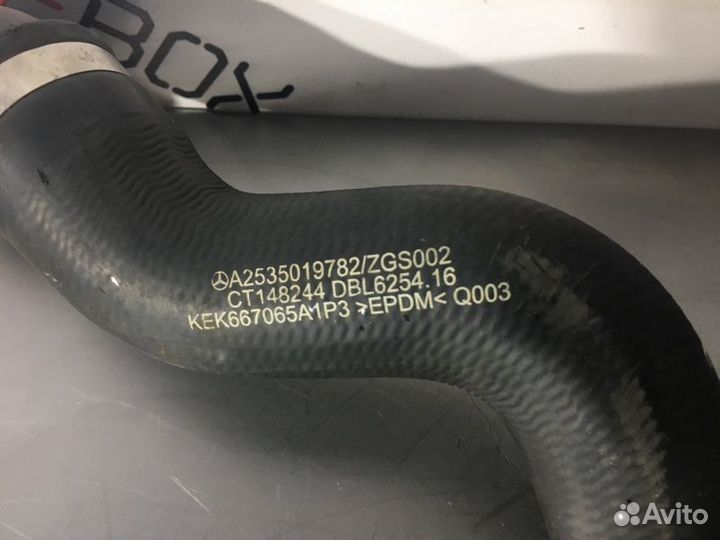 BOX
A2535019782/ZGS002
CT148244 DBL6254.16
KEK667065A1P3 >EPDM< Q003
Avito